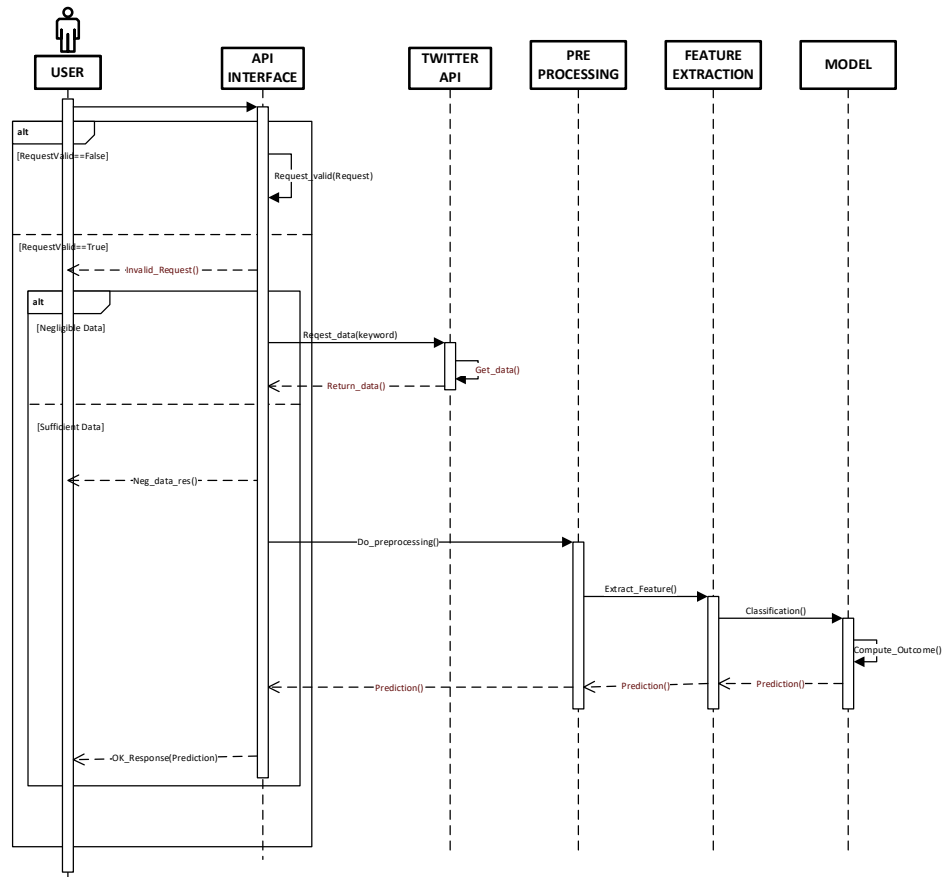 USER
API
INTERFACE
TWITTER
API
PRE
PROCESSING
FEATURE
EXTRACTION
MODEL
alt
[RequestValid==False]
Request_valid(Request)
[RequestValid==True]
Invalid_Request()
alt
[Negligible Data]
Reqest_data(keyword)
Get_data()
Return_data()
[Sufficient Data]
Neg_data_res()
Do_preprocessing()
Extract_Feature()
Classification()
Compute_Outcome()
Prediction()
Prediction()
Prediction()
OK_Response(Prediction)